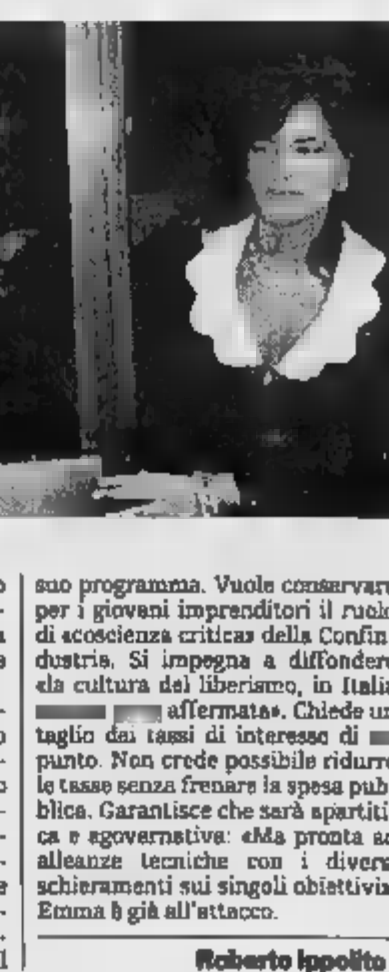 suo programma. Vuole conservare
per i giovani imprenditori il ruolo
di «coscienza critica» della Confin-
dustria. Si impegna a diffondere
«la cultura del liberismo, in Italia
affermata». Chiede un
taglio dei tassi di interesse di
punto. Non crede possibile ridurre
le tasse senza frenare la spesa pub-
blica. Garantisce che sarà apartiti-
ca e agovernativa: «Ma pronta ad
alleanze tecniche con i diversi
schieramenti sui singoli obiettivi».
Emma è già all'attacco.
Roberto Ippolito